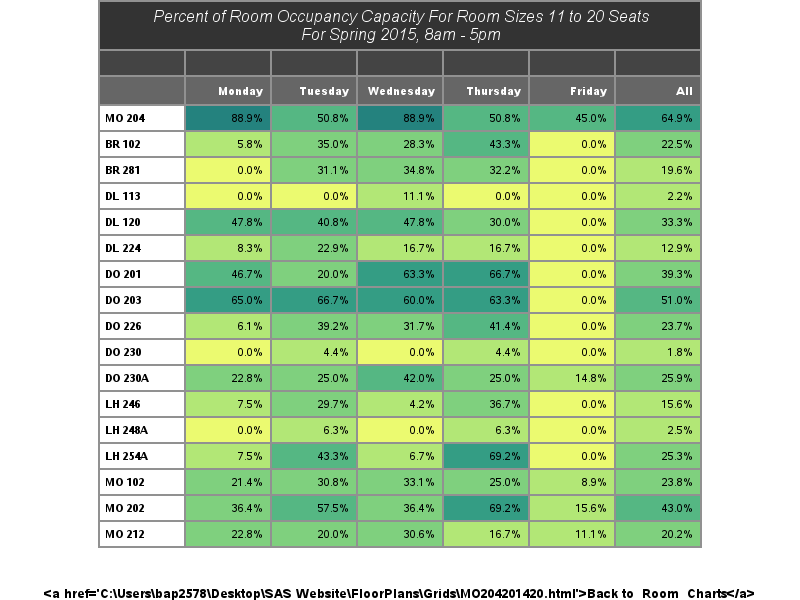 Percent of Room Occupancy Capacity For Room Sizes 11 to 20 Seats
For Spring 2015, 8am - 5pm
Monday Tuesday Wednesday Thursday Friday All
MO 204 88.9% 50.8% 88.9% 50.8% 45.0% 64.9%
BR 102 5.8% 35.0% 28.3% 43.3% 0.0% 22.5%
BR 281 0.0% 31.1% 34.8% 32.2% 0.0% 19.6%
DL 113 0.0% 0.0% 11.1% 0.0% 0.0% 2.2%
DL 120 47.8% 40.8% 47.8% 30.0% 0.0% 33.3%
DL 224 8.3% 22.9% 16.7% 16.7% 0.0% 12.9%
DO 201 46.7% 20.0% 63.3% 66.7% 0.0% 39.3%
DO 203 65.0% 66.7% 60.0% 63.3% 0.0% 51.0%
DO 226 6.1% 39.2% 31.7% 41.4% 0.0% 23.7%
DO 230 0.0% 4.4% 0.0% 4.4% 0.0% 1.8%
DO 230A 22.8% 25.0% 42.0% 25.0% 14.8% 25.9%
LH 246 7.5% 29.7% 4.2% 36.7% 0.0% 15.6%
LH 248A 0.0% 6.3% 0.0% 6.3% 0.0% 2.5%
LH 254A 7.5% 43.3% 6.7% 69.2% 0.0% 25.3%
MO 102 21.4% 30.8% 33.1% 25.0% 8.9% 23.8%
MO 202 36.4% 57.5% 36.4% 69.2% 15.6% 43.0%
MO 212 22.8% 20.0% 30.6% 16.7% 11.1% 20.2%
<a href='C:\Users\bap2578\Desktop\SAS Website\FloorPlans\Grids\MO204201420.html'>Back to Room Charts</a>